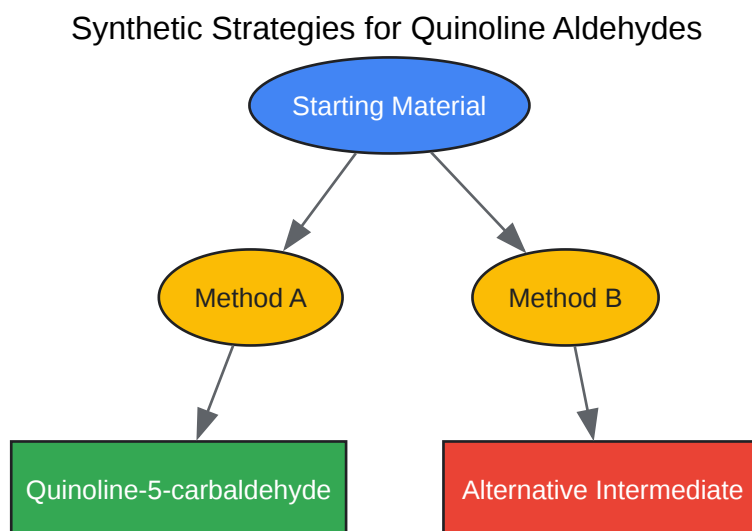 Synthetic Strategies for Quinoline Aldehydes
Starting Material
Method A
Method B
Quinoline-5-carbaldehyde
Alternative Intermediate